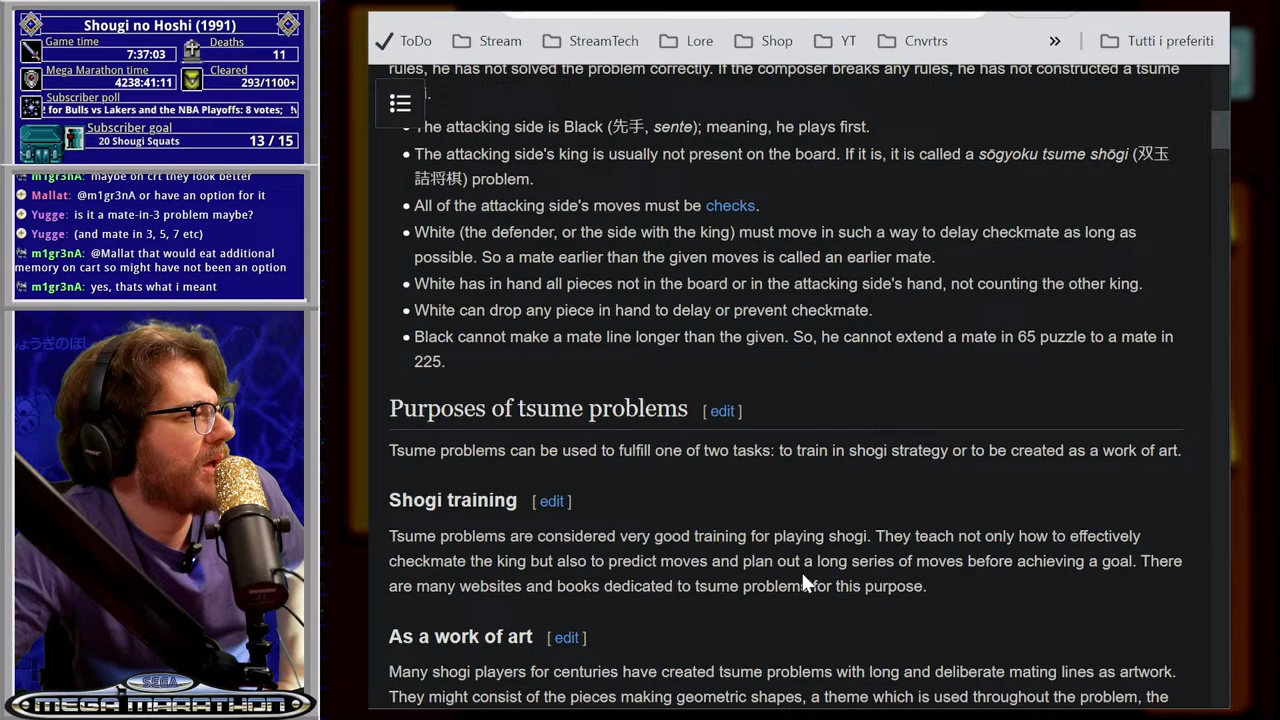 Shougi no Hoshi (1991)
Game time
7:37:03
Deaths
11
Mega Marathon time
4238:41:11
Cleared
293/1100+
Subscriber poll
for Bulls vs Lakers and the NBA Playoffs: 8 votes;
Subscriber goal
20 Shougi Squats
13 / 15
m1gr3nA: maybe on crt they look better
Mallat: @m1gr3nA or have an option for it
Yugge: is it a mate-in-3 problem maybe?
Yugge: (and mate in 3, 5, 7 etc)
m1gr3nA: @Mallat that would eat additional
memory on cart so might have not been an option
m1gr3nA: yes, thats what i meant
ょうぎのほし
SEGA
MEGA MARATHON
ToDo
Stream
StreamTech
Lore
Shop
YT
Cnvrtrs
»
Tutti i preferiti
rules, he has not solved the problem correctly. If the composer breaks any rules, he has not constructed a tsume
The attacking side is Black (先手, sente); meaning, he plays first.
The attacking side's king is usually not present on the board. If it is, it is called a sōgyoku tsume shōgi (双玉
詰将棋) problem.
All of the attacking side's moves must be checks.
White (the defender, or the side with the king) must move in such a way to delay checkmate as long as
possible. So a mate earlier than the given moves is called an earlier mate.
White has in hand all pieces not in the board or in the attacking side's hand, not counting the other king.
White can drop any piece in hand to delay or prevent checkmate.
Black cannot make a mate line longer than the given. So, he cannot extend a mate in 65 puzzle to a mate in
225.
Purposes of tsume problems [ edit ]
Tsume problems can be used to fulfill one of two tasks: to train in shogi strategy or to be created as a work of art.
Shogi training [ edit ]
Tsume problems are considered very good training for playing shogi. They teach not only how to effectively
checkmate the king but also to predict moves and plan out a long series of moves before achieving a goal. There
are many websites and books dedicated to tsume problems for this purpose.
As a work of art [ edit ]
Many shogi players for centuries have created tsume problems with long and deliberate mating lines as artwork.
They might consist of the pieces making geometric shapes, a theme which is used throughout the problem, the